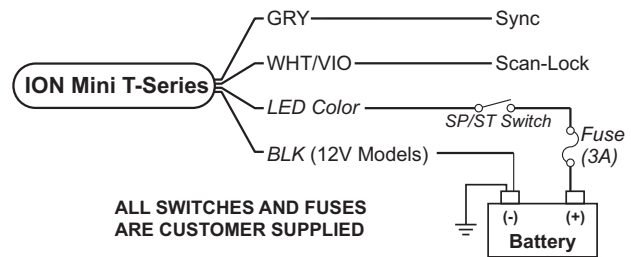 GRY Sync
ION Mini T-Series WHT/VIO Scan-Lock
LED Color SP/ST Switch
Fuse
(3A)
BLK (12V Models)
ALL SWITCHES AND FUSES
ARE CUSTOMER SUPPLIED
(-) (+)
Battery